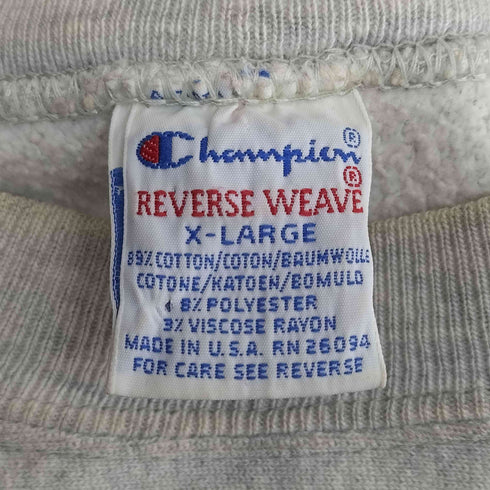 Champion®
REVERSE WEAVE®
X-LARGE
89% COTTON/COTON/BAUMWOLLE
COTONE/KATOEN/BOMULD
8% POLYESTER
3% VISCOSE RAYON
MADE IN U.S.A. RN 26094
FOR CARE SEE REVERSE